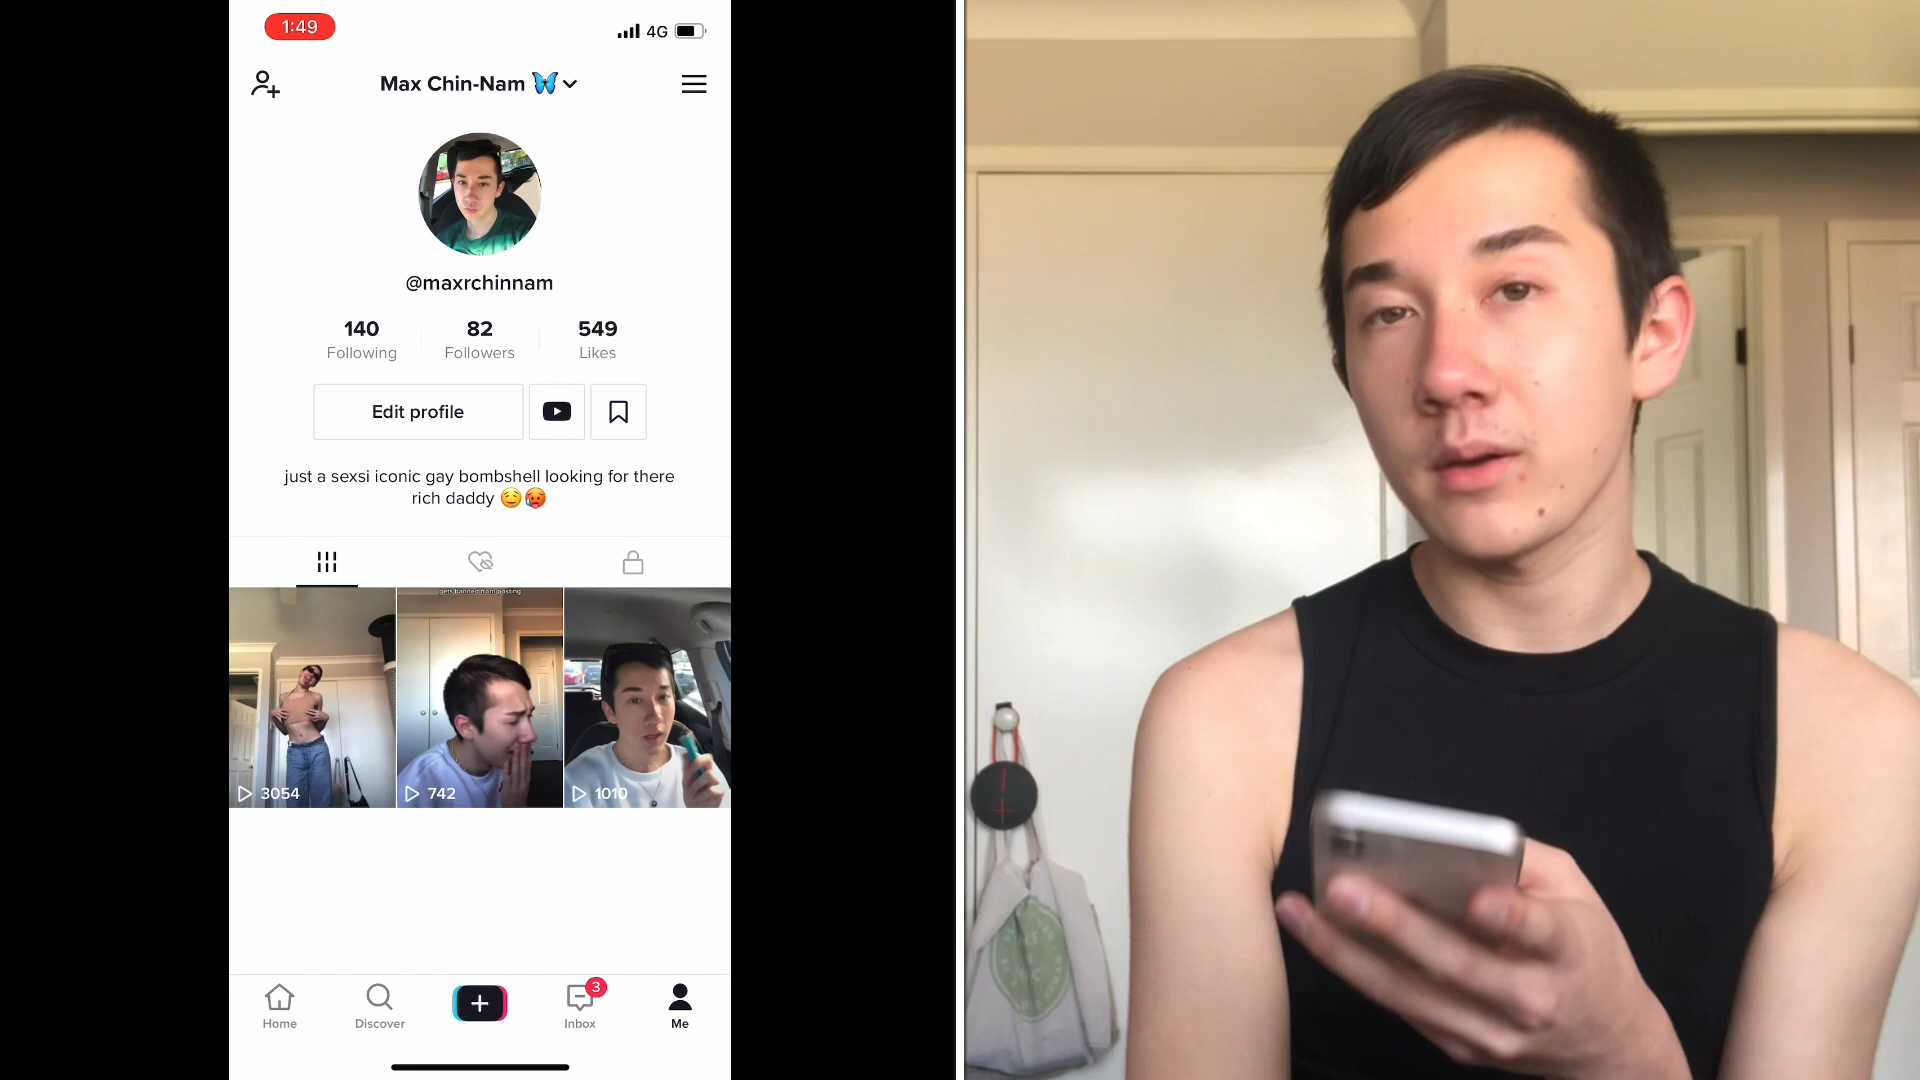 1:49
4G
Max Chin-Nam 🦋
@maxrchinnam
140
Following
82
Followers
549
Likes
Edit profile
just a sexsi iconic gay bombshell looking for there
rich daddy 🤤🥵
gets banned from posting
3054
742
1010
Home
Discover
3
Inbox
Me